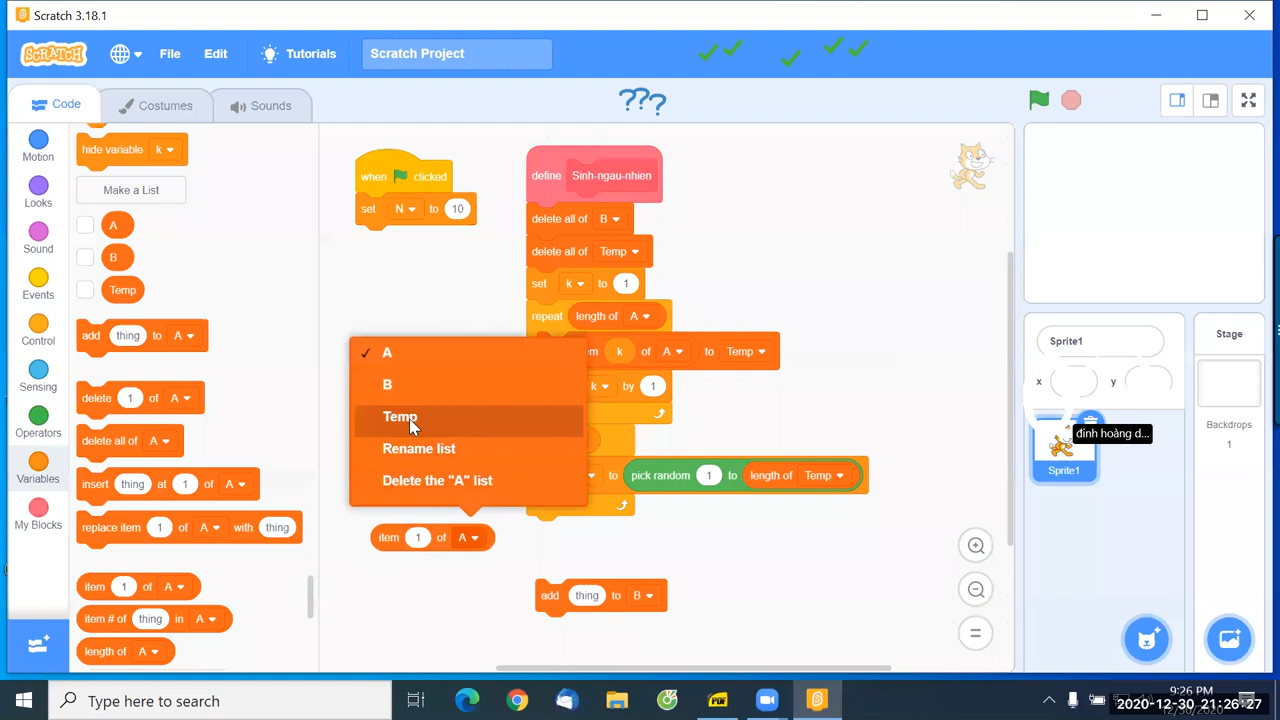 Scratch 3.18.1
SCRATCH
File
Edit
Tutorials
Scratch Project
Code
Costumes
Sounds
???
Motion
Looks
Sound
Events
Control
Sensing
Operators
Variables
My Blocks
hide variable k
Make a List
A
B
Temp
add thing to A
delete 1 of A
delete all of A
insert thing at 1 of A
replace item 1 of A with thing
item 1 of A
item # of thing in A
length of A
when clicked
set N to 10
define Sinh-ngau-nhien
delete all of B
delete all of Temp
set k to 1
repeat length of A
k of A to Temp
k by 1
to pick random 1 to length of Temp
✓ A
B
Temp
Rename list
Delete the "A" list
item 1 of A
add thing to B
Sprite1
x
y
đinh hoàng d...
Sprite1
Stage
Backdrops
1
Type here to search
PDF
9:26 PM
2020-12-30 21:26:27